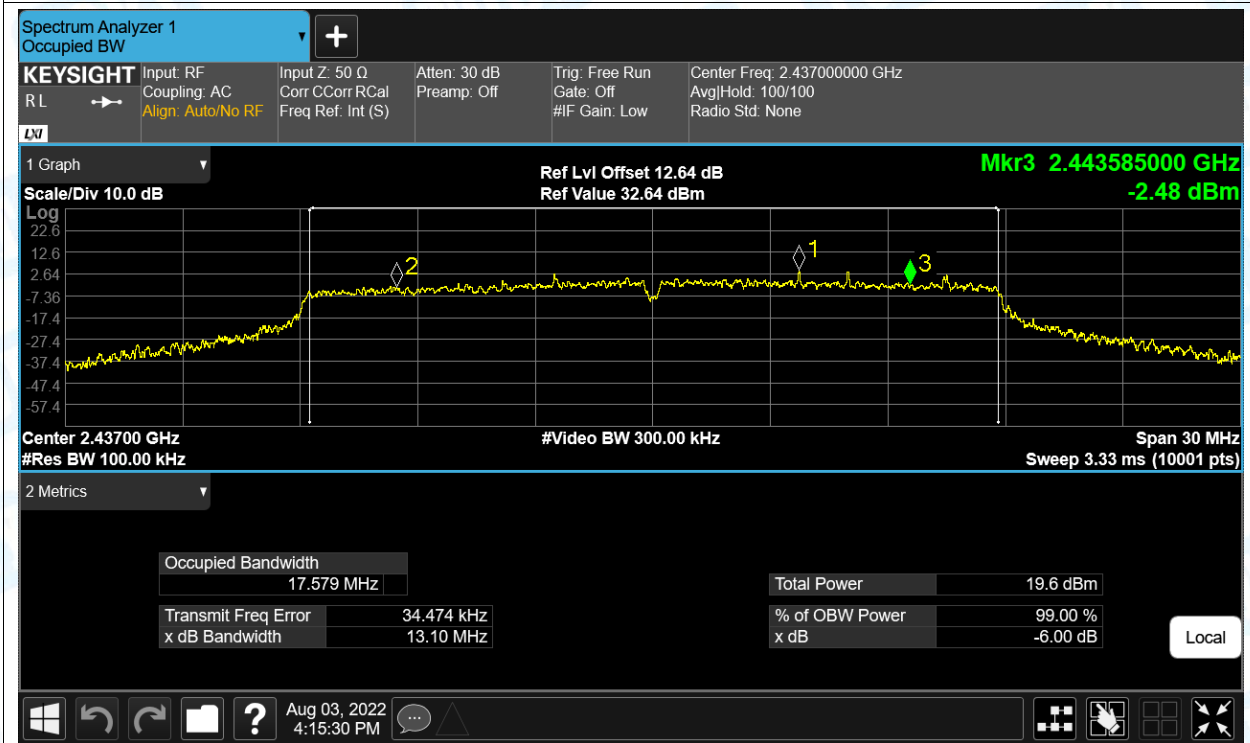 Spectrum Analyzer 1
Occupied BW
+
KEYSIGHT
R L
LXI
Input: RF
Coupling: AC
Align: Auto/No RF
Input Z: 50 Ω
Corr CCorr RCal
Freq Ref: Int (S)
Atten: 30 dB
Preamp: Off
Trig: Free Run
Gate: Off
#IF Gain: Low
Center Freq: 2.437000000 GHz
Avg|Hold: 100/100
Radio Std: None
1 Graph
Scale/Div 10.0 dB
Ref Lvl Offset 12.64 dB
Ref Value 32.64 dBm
Mkr3 2.443585000 GHz
-2.48 dBm
Log
22.6
12.6
2.64
-7.36
-17.4
-27.4
-37.4
-47.4
-57.4
2
1
3
Center 2.43700 GHz
#Res BW 100.00 kHz
#Video BW 300.00 kHz
Span 30 MHz
Sweep 3.33 ms (10001 pts)
2 Metrics
Occupied Bandwidth
17.579 MHz
Transmit Freq Error 34.474 kHz
x dB Bandwidth 13.10 MHz
Total Power 19.6 dBm
% of OBW Power 99.00 %
x dB -6.00 dB
Local
?
Aug 03, 2022
4:15:30 PM